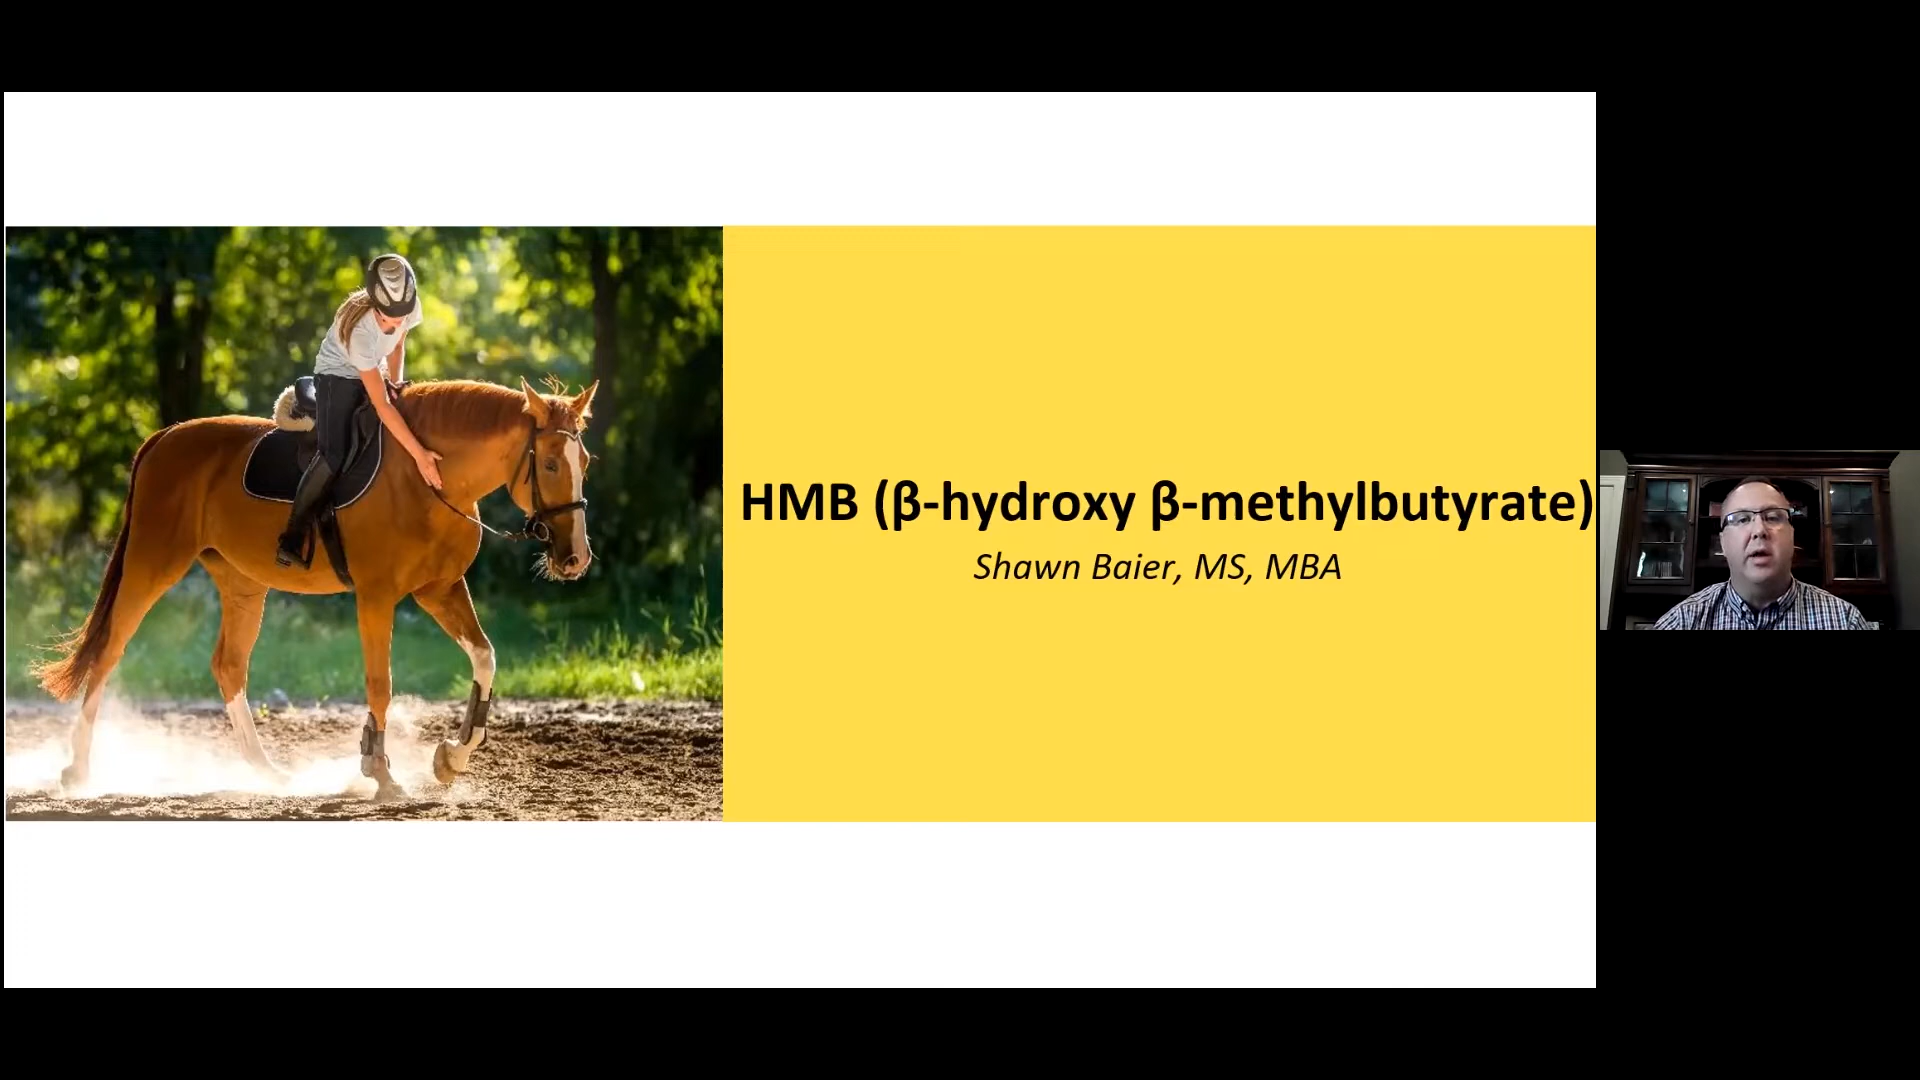 HMB (β-hydroxy β-methylbutyrate)
Shawn Baier, MS, MBA